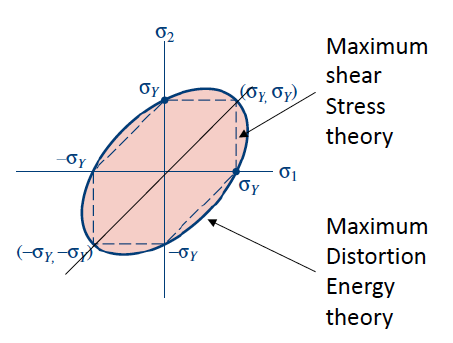 σ2
Maximum
shear
Stress
theory
σY
(σY, σY)
–σY
σ1
σY
Maximum
Distortion
Energy
theory
(–σY, –σY)
–σY